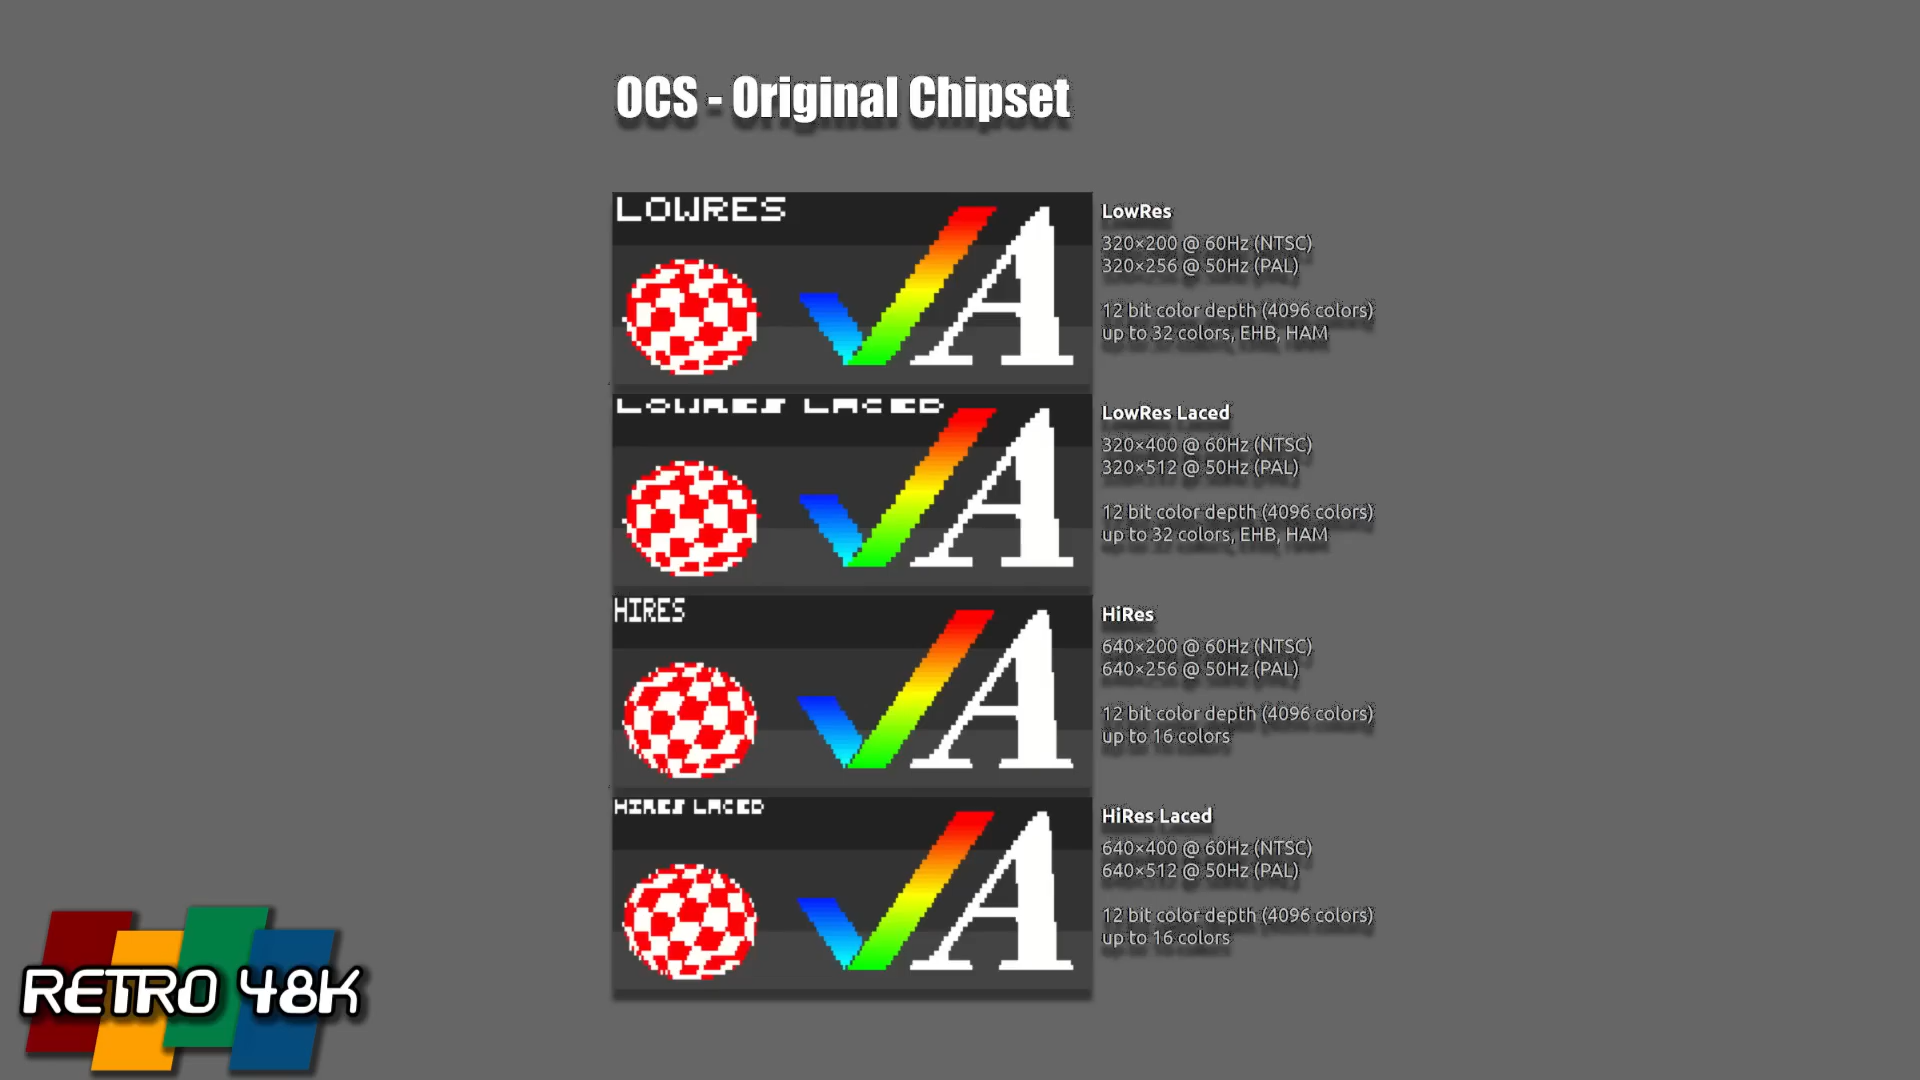 OCS - Original Chipset
LOWRES
LowRes
320×200 @ 60Hz (NTSC)
320×256 @ 50Hz (PAL)
12 bit color depth (4096 colors)
up to 32 colors, EHB, HAM
LOWRES LACED
LowRes Laced
320×400 @ 60Hz (NTSC)
320×512 @ 50Hz (PAL)
12 bit color depth (4096 colors)
up to 32 colors, EHB, HAM
HIRES
HiRes
640×200 @ 60Hz (NTSC)
640×256 @ 50Hz (PAL)
12 bit color depth (4096 colors)
up to 16 colors
HIRES LACED
HiRes Laced
640×400 @ 60Hz (NTSC)
640×512 @ 50Hz (PAL)
12 bit color depth (4096 colors)
up to 16 colors
RETRO 48K